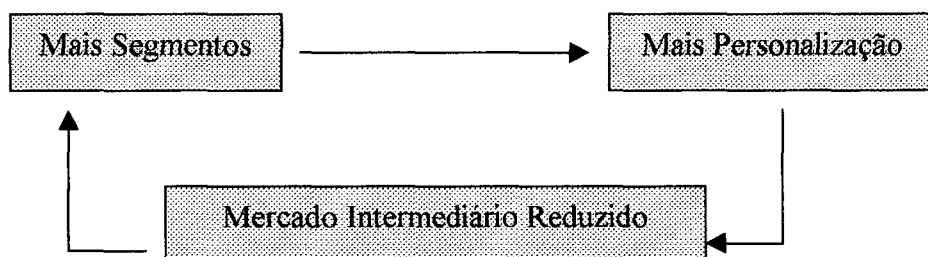 Mais Segmentos
Mais Personalização
Mercado Intermediário Reduzido